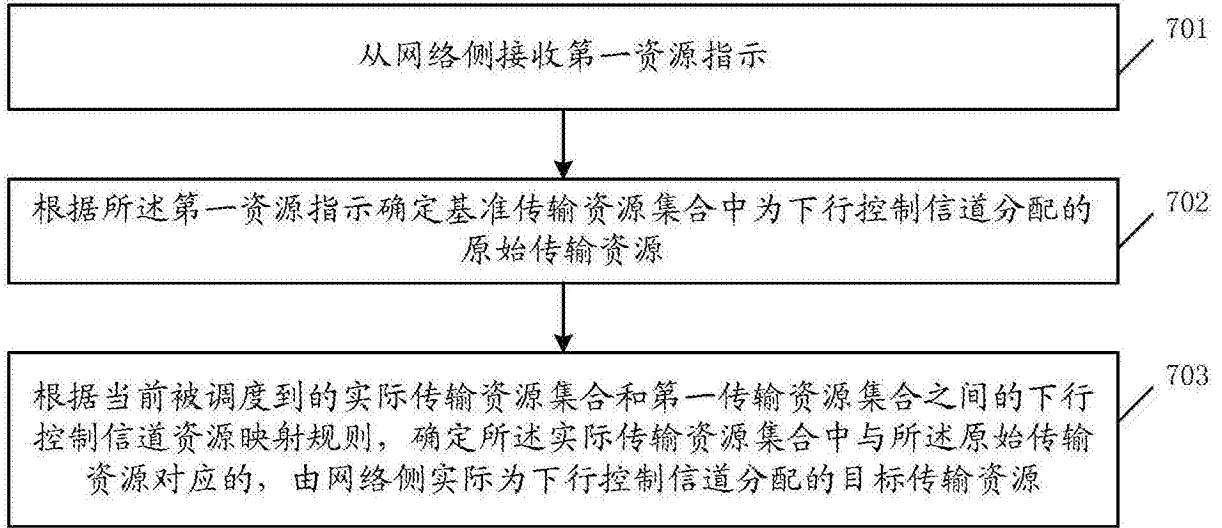 从网络侧接收第一资源指示
701
根据所述第一资源指示确定基准传输资源集合中为下行控制信道分配的
原始传输资源
702
根据当前被调度到的实际传输资源集合和第一传输资源集合之间的下行
控制信道资源映射规则，确定所述实际传输资源集合中与所述原始传输
资源对应的，由网络侧实际为下行控制信道分配的目标传输资源
703